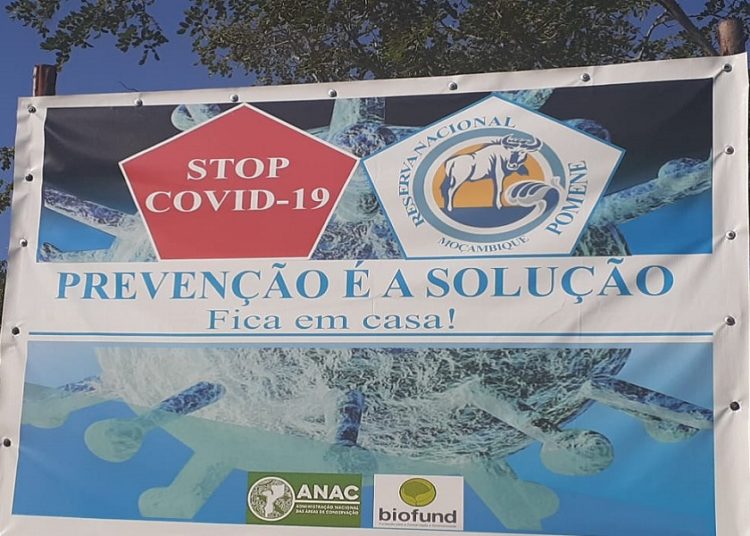 STOP
COVID-19
RESERVA NACIONAL
POMENE
MOÇAMBIQUE
PREVENÇÃO É A SOLUÇÃO
Fica em casa!
ANAC
ADMINISTRAÇÃO NACIONAL
DAS ÁREAS DE CONSERVAÇÃO
biofund